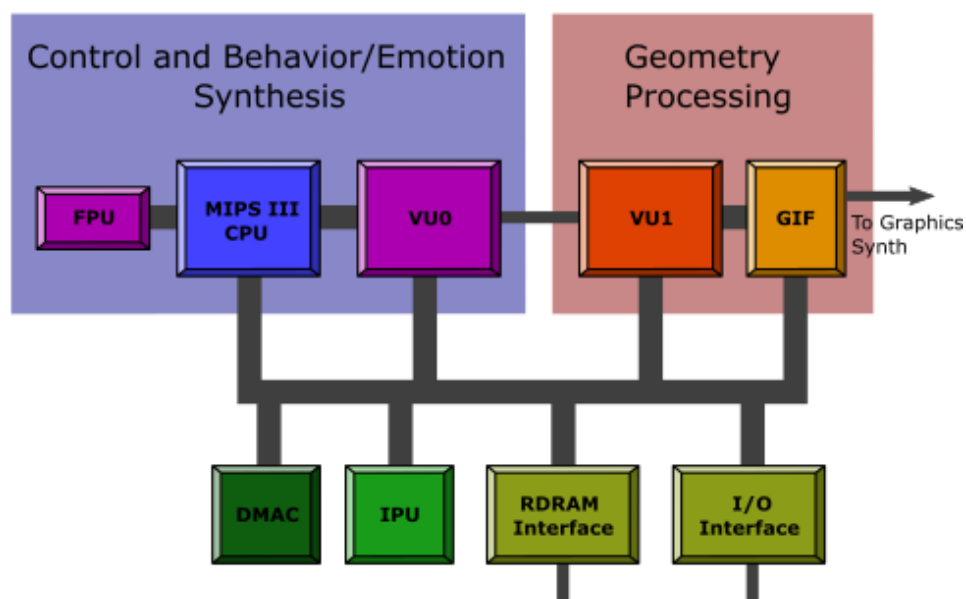 Control and Behavior/Emotion
Synthesis
Geometry
Processing
FPU
MIPS III
CPU
VU0
VU1
GIF
To Graphics
Synth
DMAC
IPU
RDRAM
Interface
I/O
Interface